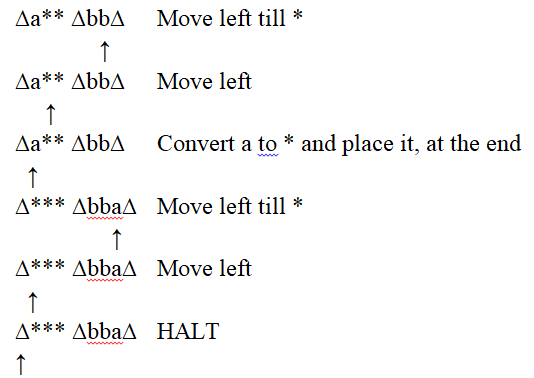 Δa** ΔbbΔ Move left till *
↑
Δa** ΔbbΔ Move left
↑
Δa** ΔbbΔ Convert a to * and place it, at the end
↑
Δ*** ΔbbaΔ Move left till *
↑
Δ*** ΔbbaΔ Move left
↑
Δ*** ΔbbaΔ HALT
↑